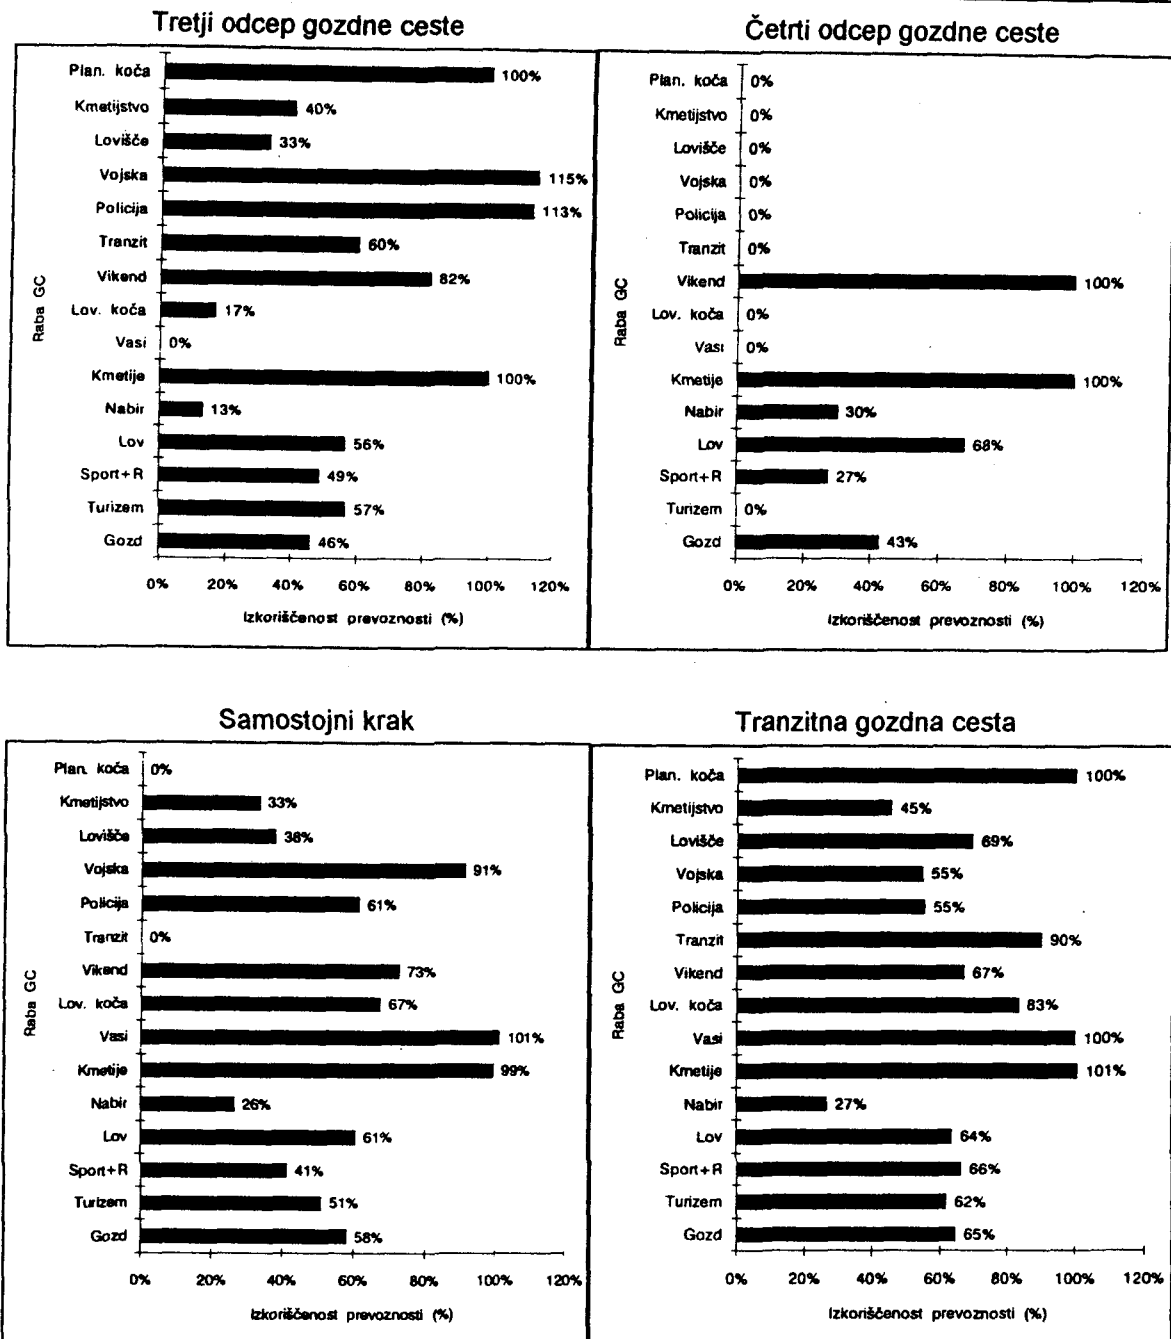 Tretji odcep gozdne ceste
Raba GC
Plan. koča 100%
Kmetijstvo 40%
Lovišče 33%
Vojska 115%
Policija 113%
Tranzit 60%
Vikend 82%
Lov. koča 17%
Vasi 0%
Kmetije 100%
Nabir 13%
Lov 56%
Sport+R 49%
Turizem 57%
Gozd 46%
0% 20% 40% 60% 80% 100% 120%
Izkoriščenost prevoznosti (%)
Četrti odcep gozdne ceste
Raba GC
Plan. koča 0%
Kmetijstvo 0%
Lovišče 0%
Vojska 0%
Policija 0%
Tranzit 0%
Vikend 100%
Lov. koča 0%
Vasi 0%
Kmetije 100%
Nabir 30%
Lov 68%
Sport+R 27%
Turizem 0%
Gozd 43%
0% 20% 40% 60% 80% 100% 120%
Izkoriščenost prevoznosti (%)
Samostojni krak
Raba GC
Plan. koča 0%
Kmetijstvo 33%
Lovišče 38%
Vojska 91%
Policija 61%
Tranzit 0%
Vikend 73%
Lov. koča 67%
Vasi 101%
Kmetije 99%
Nabir 26%
Lov 61%
Sport+R 41%
Turizem 51%
Gozd 58%
0% 20% 40% 60% 80% 100% 120%
Izkoriščenost prevoznosti (%)
Tranzitna gozdna cesta
Raba GC
Plan. koča 100%
Kmetijstvo 45%
Lovišče 69%
Vojska 55%
Policija 55%
Tranzit 90%
Vikend 67%
Lov. koča 83%
Vasi 100%
Kmetije 101%
Nabir 27%
Lov 64%
Sport+R 66%
Turizem 62%
Gozd 65%
0% 20% 40% 60% 80% 100% 120%
Izkoriščenost prevoznosti (%)